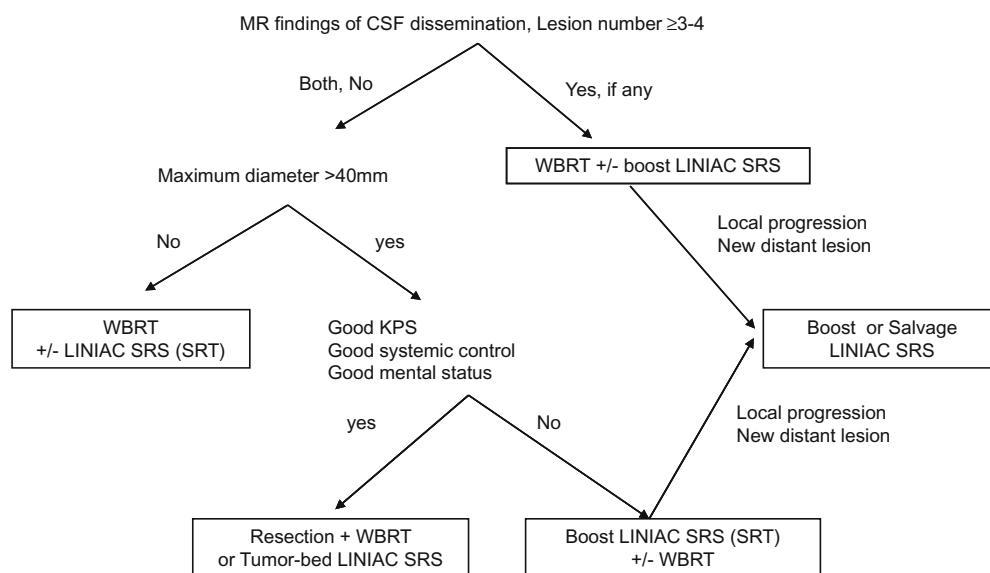 MR findings of CSF dissemination, Lesion number ≥3-4
Both, No
Yes, if any
Maximum diameter >40mm
WBRT +/- boost LINIAC SRS
No
yes
Local progression
New distant lesion
WBRT
+/- LINIAC SRS (SRT)
Good KPS
Good systemic control
Good mental status
Boost or Salvage
LINIAC SRS
yes
No
Local progression
New distant lesion
Resection + WBRT
or Tumor-bed LINIAC SRS
Boost LINIAC SRS (SRT)
+/- WBRT